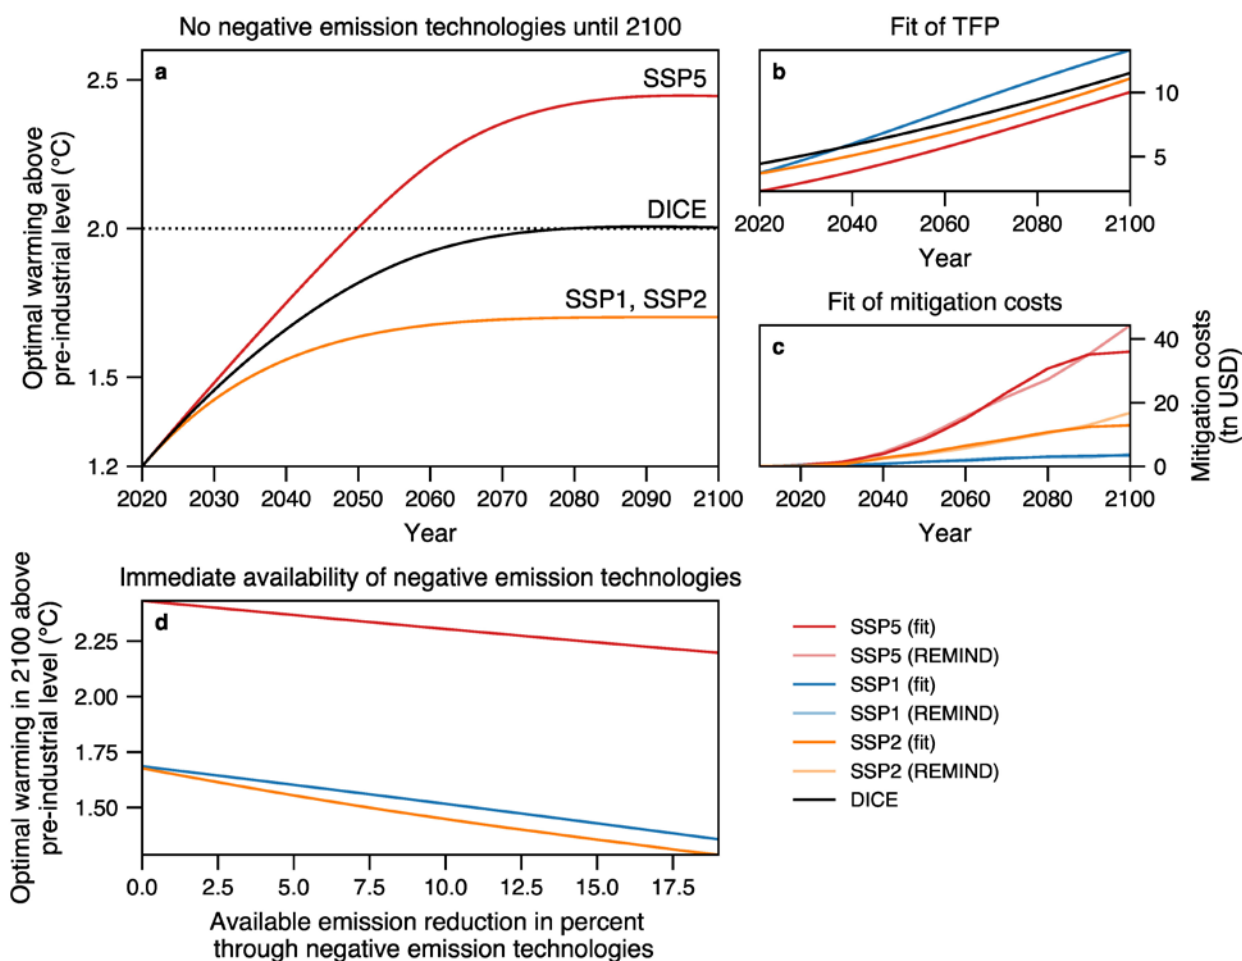 No negative emission technologies until 2100
a
SSP5
DICE
SSP1, SSP2
2.5
2.0
1.5
1.2
Optimal warming above
pre-industrial level (°C)
2020 2030 2040 2050 2060 2070 2080 2090 2100
Year
Fit of TFP
b
10
5
2020 2040 2060 2080 2100
Year
Fit of mitigation costs
c
40
20
0
Mitigation costs
(tn USD)
2020 2040 2060 2080 2100
Year
Immediate availability of negative emission technologies
d
2.25
2.00
1.75
1.50
Optimal warming in 2100 above
pre-industrial level (°C)
0.0 2.5 5.0 7.5 10.0 12.5 15.0 17.5
Available emission reduction in percent
through negative emission technologies
SSP5 (fit)
SSP5 (REMIND)
SSP1 (fit)
SSP1 (REMIND)
SSP2 (fit)
SSP2 (REMIND)
DICE